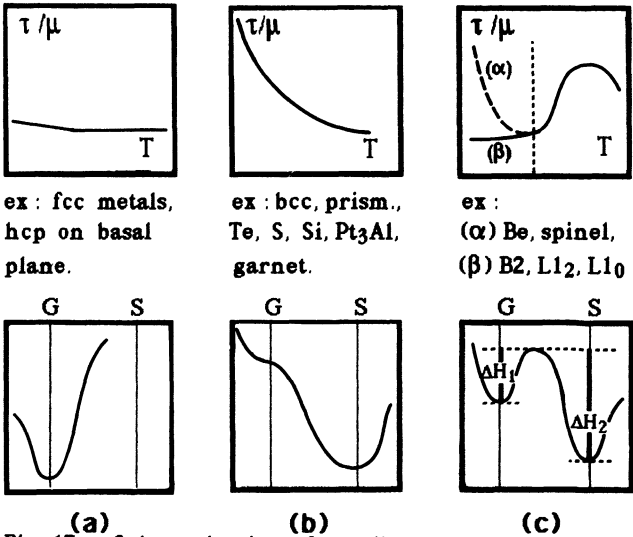 τ/μ
T
τ/μ
T
τ/μ
(α)
(β)
T
ex : fcc metals,
hcp on basal
plane.
ex : bcc, prism.,
Te, S, Si, Pt₃Al,
garnet.
ex :
(α) Be, spinel,
(β) B2, L1₂, L1₀
G S
G S
G S
ΔH₁
ΔH₂
(a) (b) (c)